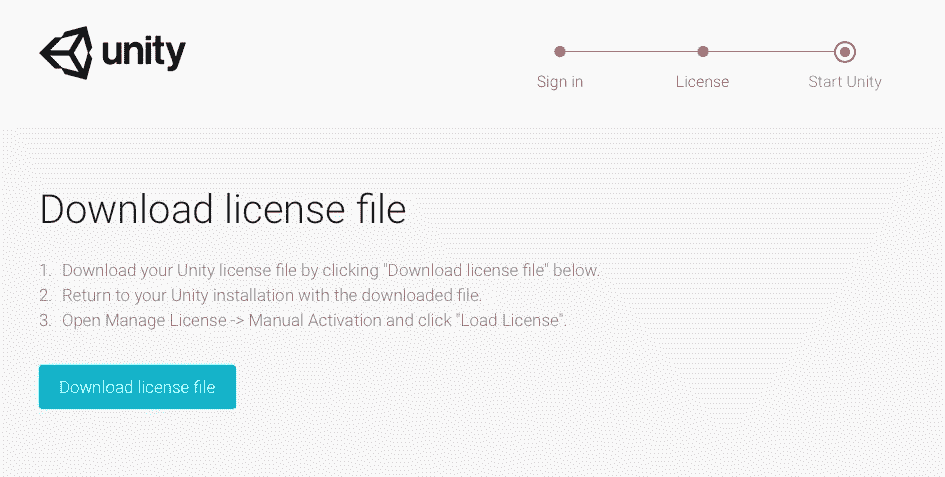 unity
Sign in
License
Start Unity
Download license file
1. Download your Unity license file by clicking "Download license file" below.
2. Return to your Unity installation with the downloaded file.
3. Open Manage License -> Manual Activation and click "Load License".
Download license file